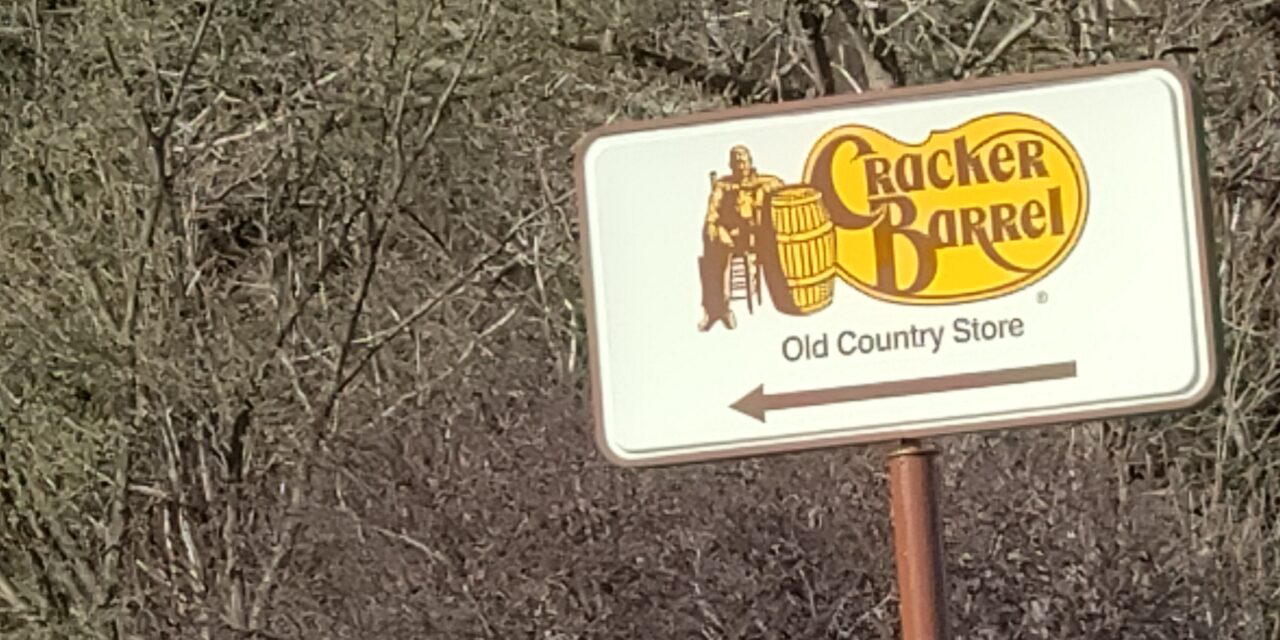 Cracker
Barrel
®
Old Country Store